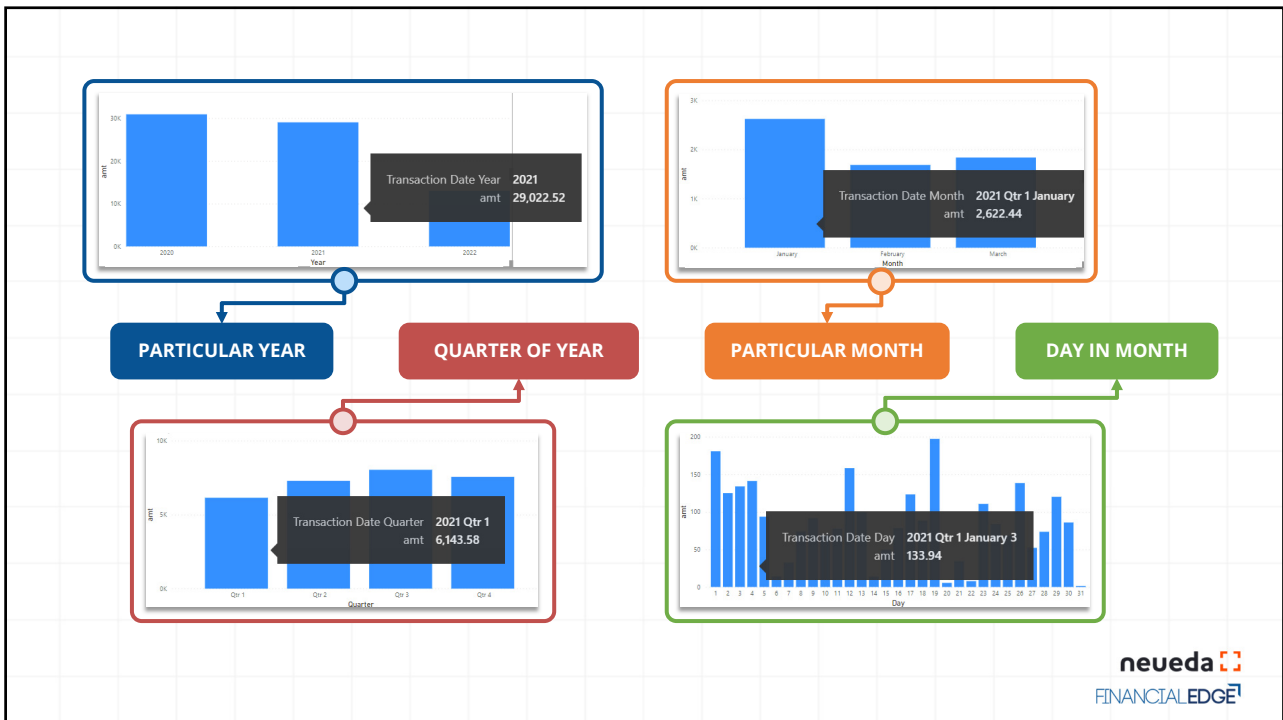 30K
20K
10K
0K
amt
2020
2021
2022
Year
Transaction Date Year 2021
amt 29,022.52
3K
2K
1K
0K
amt
January
February
March
Month
Transaction Date Month 2021 Qtr 1 January
amt 2,622.44
PARTICULAR YEAR
QUARTER OF YEAR
PARTICULAR MONTH
DAY IN MONTH
10K
5K
0K
amt
Qtr 1
Qtr 2
Qtr 3
Qtr 4
Quarter
Transaction Date Quarter 2021 Qtr 1
amt 6,143.58
200
150
100
50
0
amt
1 2 3 4 5 6 7 8 9 10 11 12 13 14 15 16 17 18 19 20 21 22 23 24 25 26 27 28 29 30 31
Day
Transaction Date Day 2021 Qtr 1 January 3
amt 133.94
neueda
FINANCIALEDGE